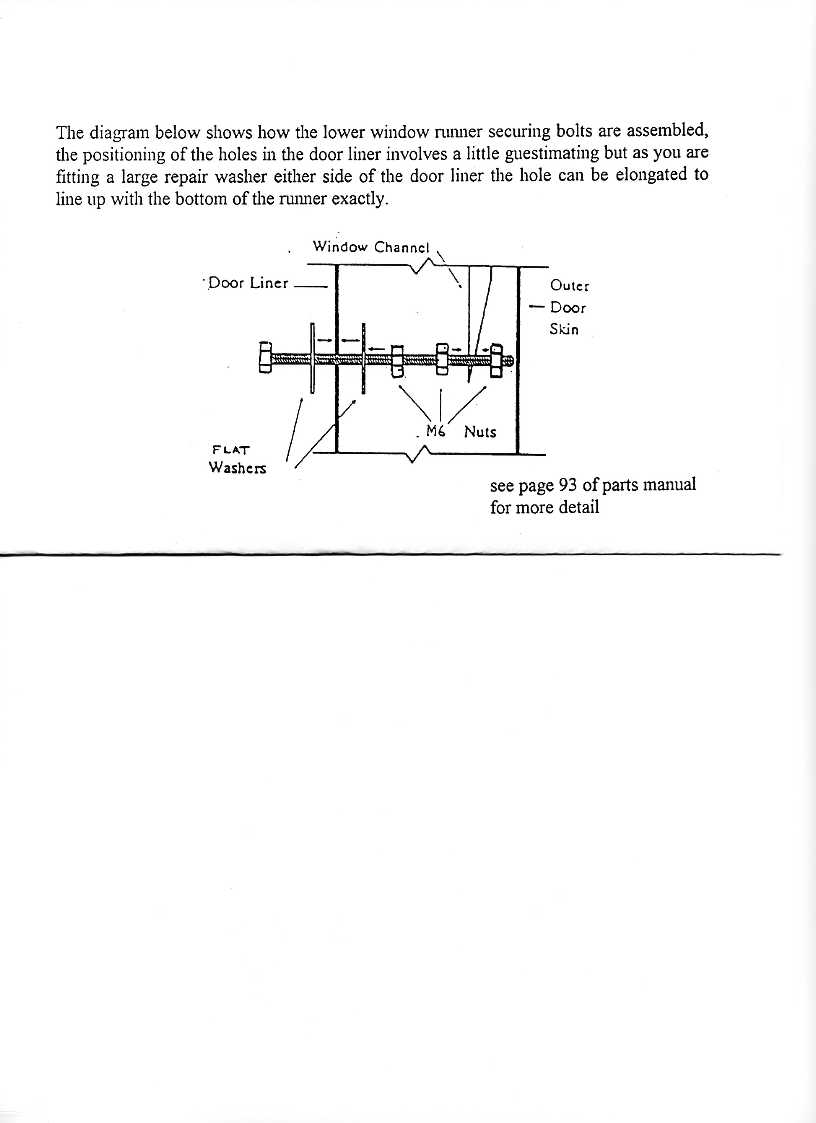 The diagram below shows how the lower window runner securing bolts are assembled,
the positioning of the holes in the door liner involves a little guestimating but as you are
fitting a large repair washer either side of the door liner the hole can be elongated to
line up with the bottom of the runner exactly.
Window Channel
Door Liner
Outer
Door
Skin
M6 Nuts
FLAT
Washers
see page 93 of parts manual
for more detail